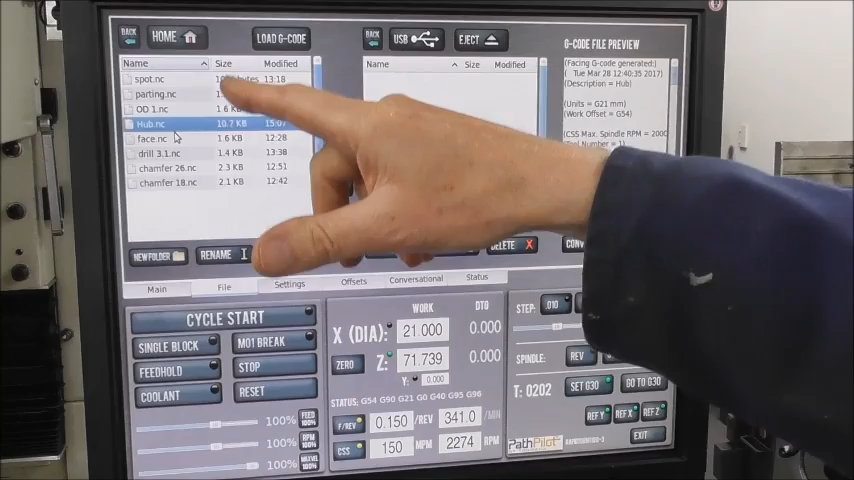 BACK HOME LOAD G-CODE BACK USB EJECT G-CODE FILE PREVIEW
Name Size Modified Name Size Modified
spot.nc bytes 13:18
parting.nc
OD 1.nc 1.6 KB
Hub.nc 10.7 KB 15:07
face.nc 1.6 KB 12:28
drill 3.1.nc 1.4 KB 13:38
chamfer 26.nc 2.3 KB 12:51
chamfer 18.nc 2.1 KB 12:42
(Facing G-code generated:)
( Tue Mar 28 12:40:35 2017)
(Description = Hub)
(Units = G21 mm)
(Work Offset = G54)
(CSS Max. Spindle RPM = 2000
Tool Number = 1)
NEW FOLDER RENAME DELETE X
Main File Settings Offsets Conversational Status
CYCLE START
SINGLE BLOCK M01 BREAK
FEEDHOLD STOP
COOLANT RESET
100% FEED 100%
100% RPM 100%
100% MAXVEL 100%
WORK DTG
X (DIA): 21.000 0.000
ZERO Z: 71.739 0.000
Y: 0.000
STATUS: G54 G90 G21 G0 G40 G95 G96
F/REV 0.150 /REV 341.0 /MIN
CSS 150 MPM 2274 RPM
STEP: .010
SPINDLE: REV
T: 0202 SET G30 GO TO G30
REF Y REF X REF Z
PathPilot EXIT